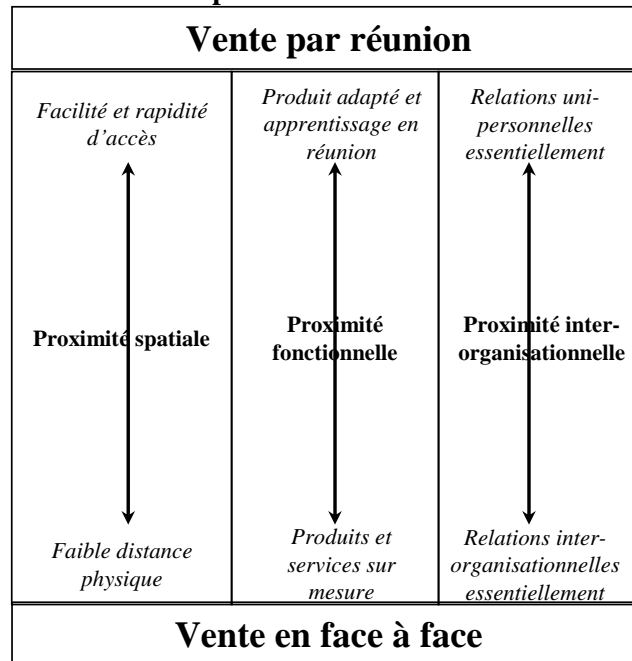 Vente par réunion
Facilité et rapidité
d'accès
Produit adapté et
apprentissage en
réunion
Relations uni-
personnelles
essentiellement
Proximité spatiale
Proximité
fonctionnelle
Proximité inter-
organisationnelle
Faible distance
physique
Produits et
services sur
mesure
Relations inter-
organisationnelles
essentiellement
Vente en face à face